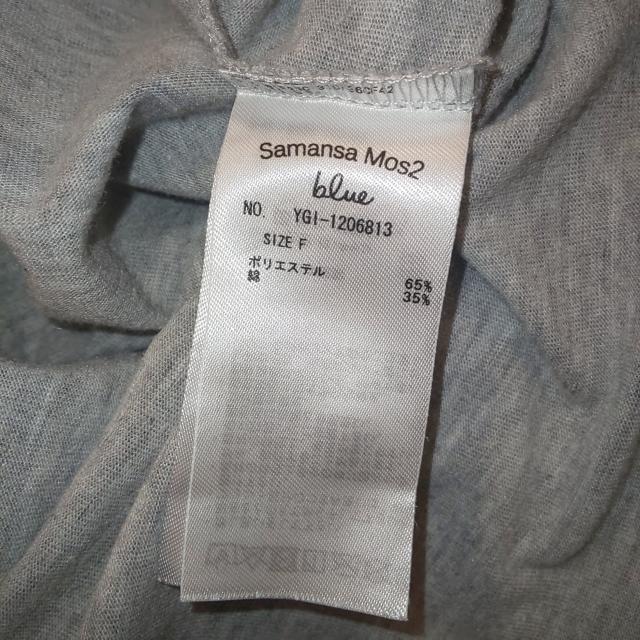 Samansa Mos2
blue
NO. YGI-1206813
SIZE F
ポリエステル 65%
綿 35%